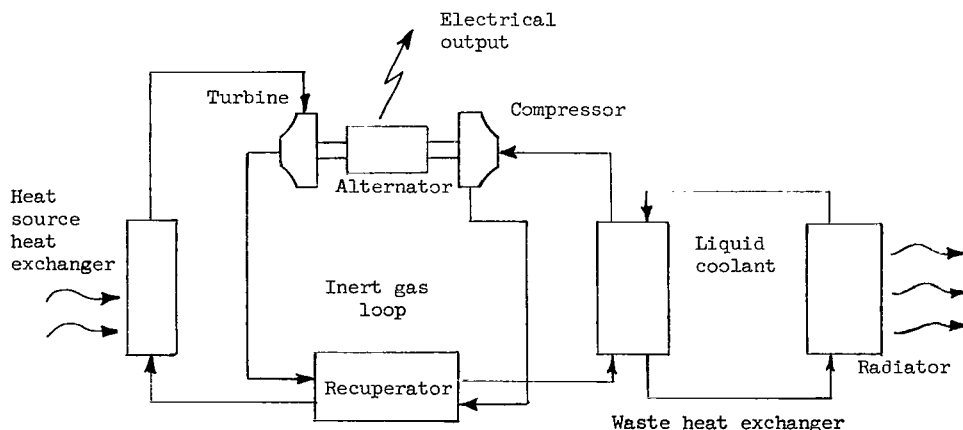 Electrical
output
Turbine
Compressor
Alternator
Heat
source
heat
exchanger
Liquid
coolant
Inert gas
loop
Recuperator
Radiator
Waste heat exchanger